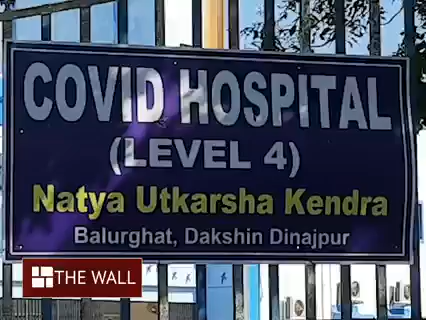 COVID HOSPITAL
(LEVEL 4)
Natya Utkarsha Kendra
Balurghat, Dakshin Dinajpur
THE WALL